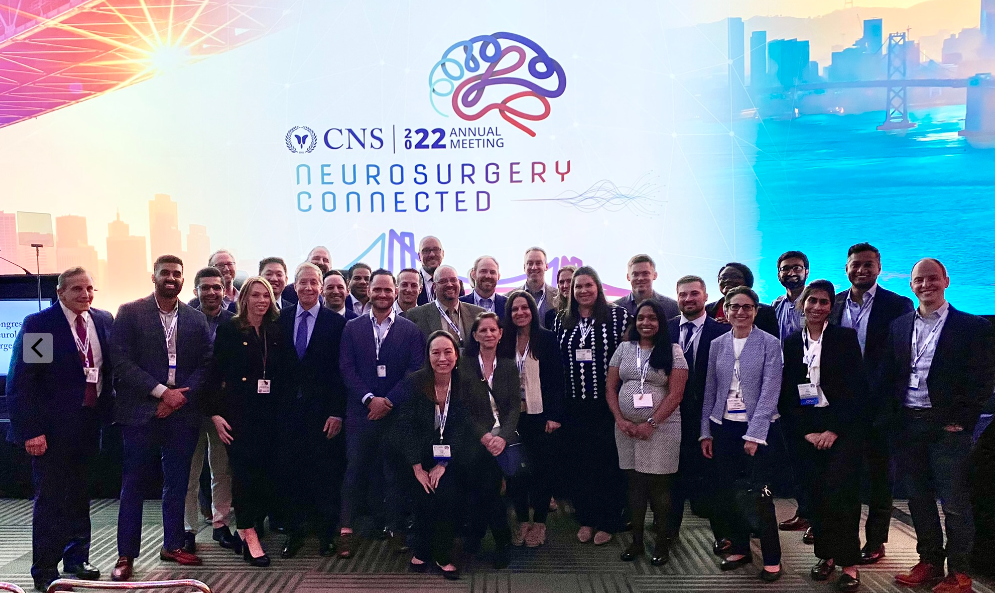 CNS
2022
ANNUAL
MEETING
NEUROSURGERY
CONNECTED